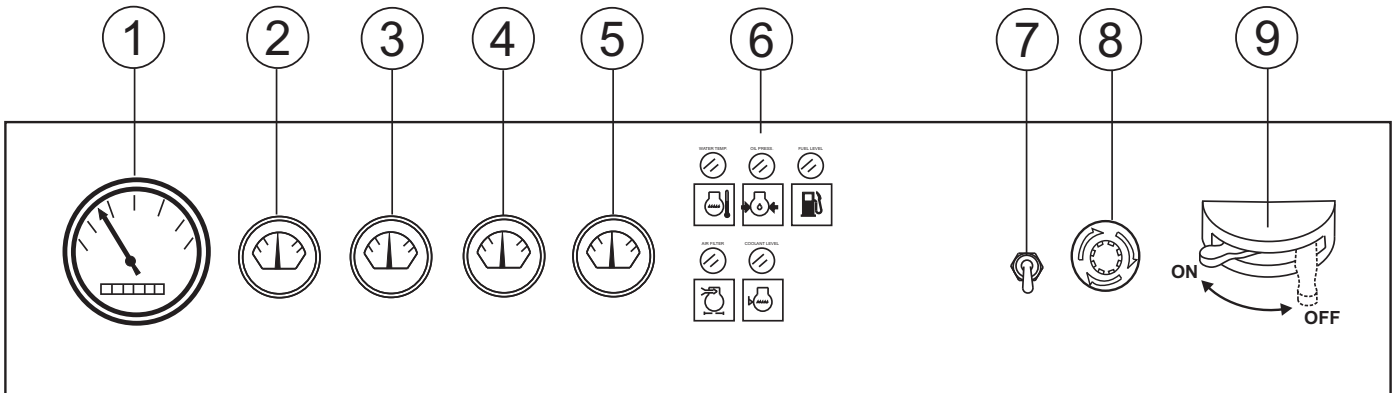 1 2 3 4 5 6 7 8 9
WATER TEMP. OIL PRESS. FUEL LEVEL
AIR FILTER COOLANT LEVEL
ON
OFF